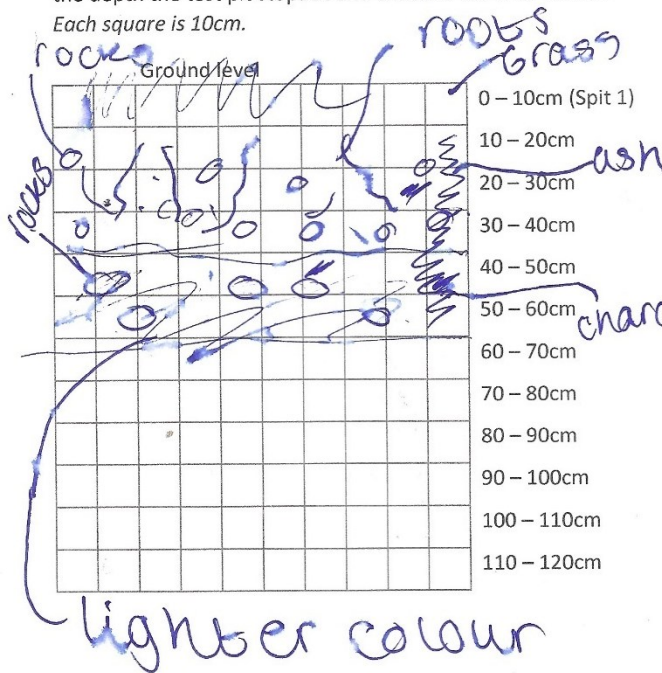 Each square is 10cm.
rocks
roots
Grass
Ground level
0 – 10cm (Spit 1)
10 – 20cm
ash
20 – 30cm
rocks
30 – 40cm
40 – 50cm
50 – 60cm
charc
60 – 70cm
70 – 80cm
80 – 90cm
90 – 100cm
100 – 110cm
110 – 120cm
lighter colour